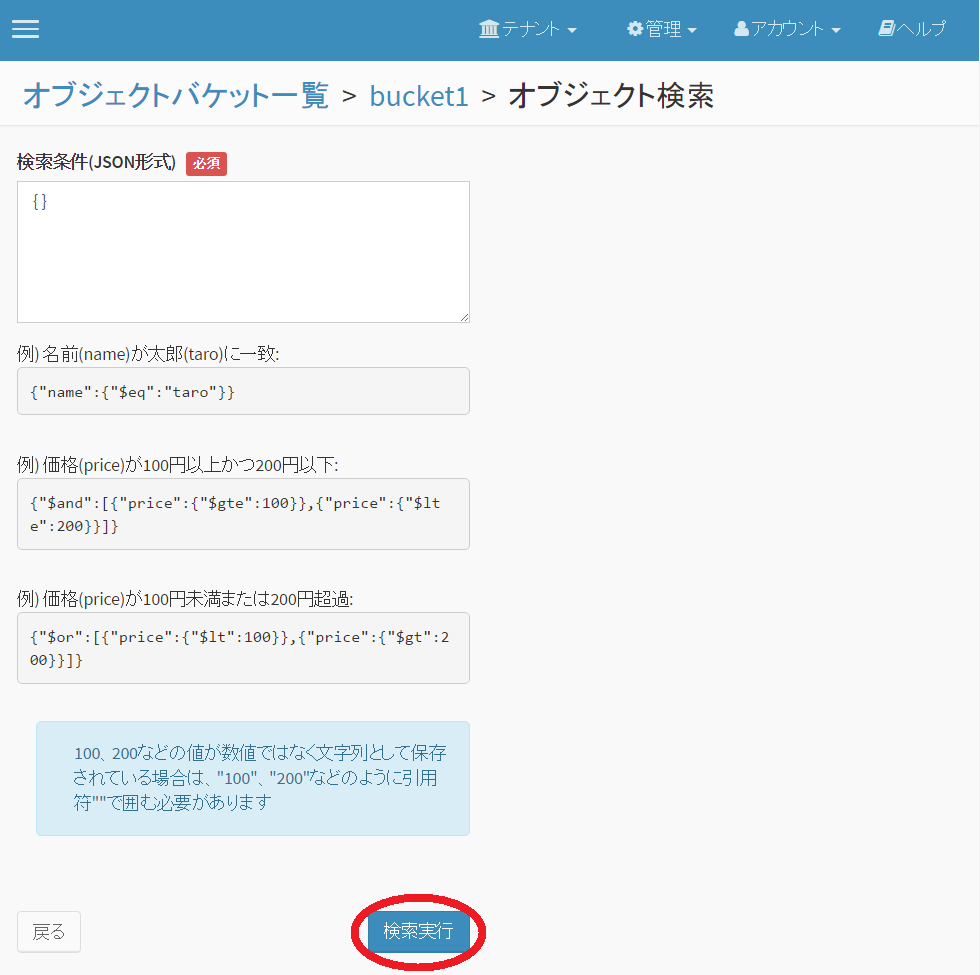 テナント 管理 アカウント ヘルプ
オブジェクトバケット一覧 > bucket1 > オブジェクト検索
検索条件(JSON形式) 必須
{}
例) 名前(name)が太郎(taro)に一致:
{"name":{"$eq":"taro"}}
例) 価格(price)が100円以上かつ200円以下:
{"$and":[{"price":{"$gte":100}},{"price":{"$lt
e":200}}]}
例) 価格(price)が100円未満または200円超過:
{"$or":[{"price":{"$lt":100}},{"price":{"$gt":2
00}}]}
100、200などの値が数値ではなく文字列として保存
されている場合は、"100"、"200"などのように引用
符""で囲む必要があります
戻る 検索実行